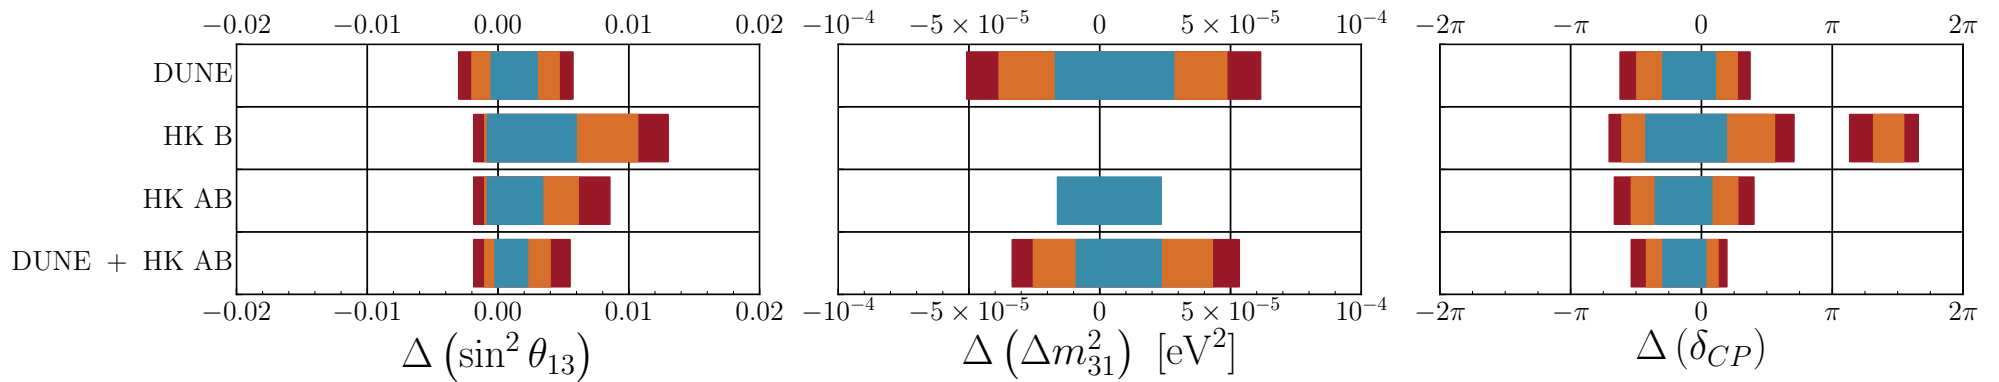 −0.02 −0.01 0.00 0.01 0.02 −10⁻⁴ −5 × 10⁻⁵ 0 5 × 10⁻⁵ 10⁻⁴ −2π −π 0 π 2π
DUNE
HK B
HK AB
DUNE + HK AB
−0.02 −0.01 0.00 0.01 0.02 −10⁻⁴ −5 × 10⁻⁵ 0 5 × 10⁻⁵ 10⁻⁴ −2π −π 0 π 2π
Δ (sin² θ₁₃) Δ (Δm²₃₁) [eV²] Δ (δ_CP)